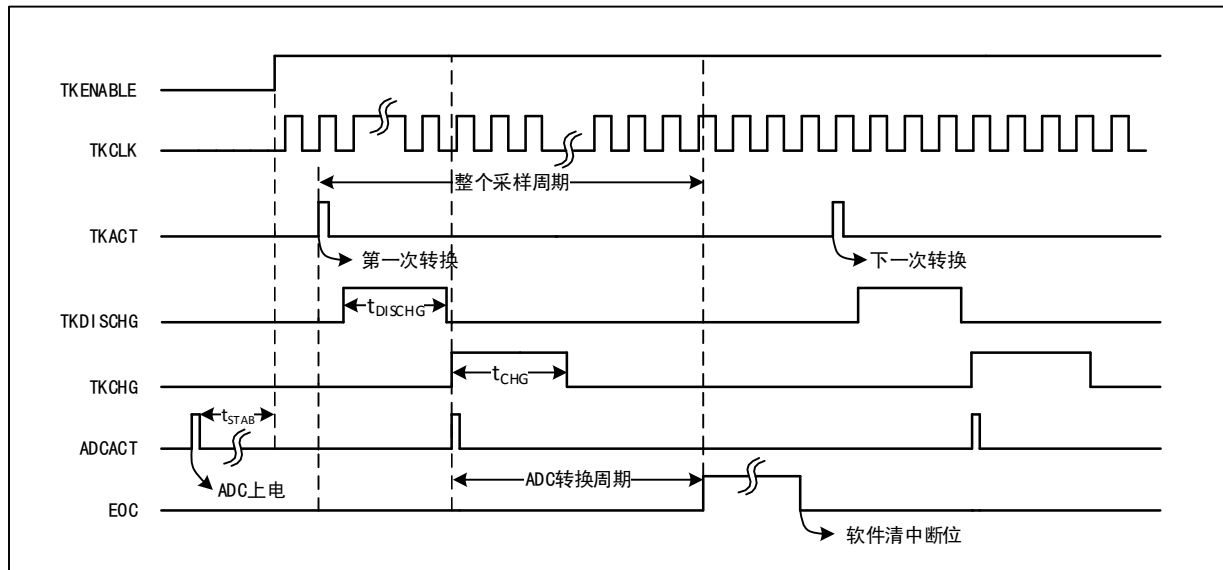 TKENABLE
TKCLK
整个采样周期
TKACT
第一次转换
下一次转换
TKDISCHG
tDISCHG
TKCHG
tCHG
tSTAB
ADCACT
ADC上电
ADC转换周期
EOC
软件清中断位